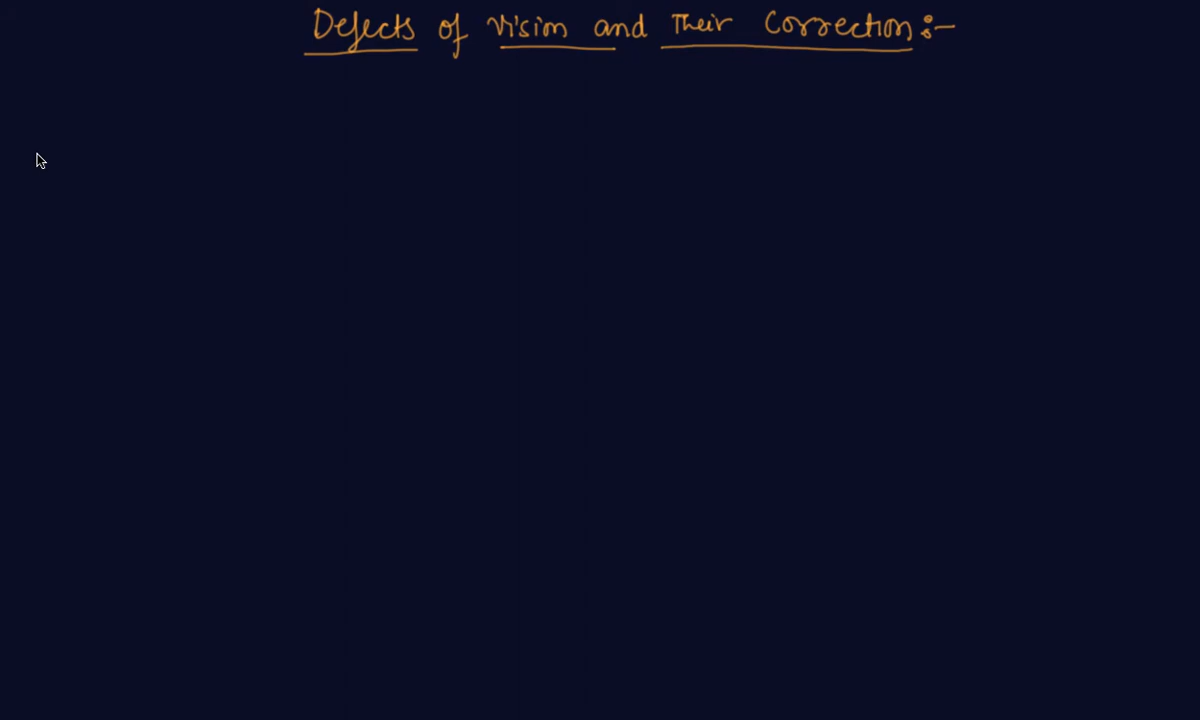 Defects of Vision and Their Correction:-